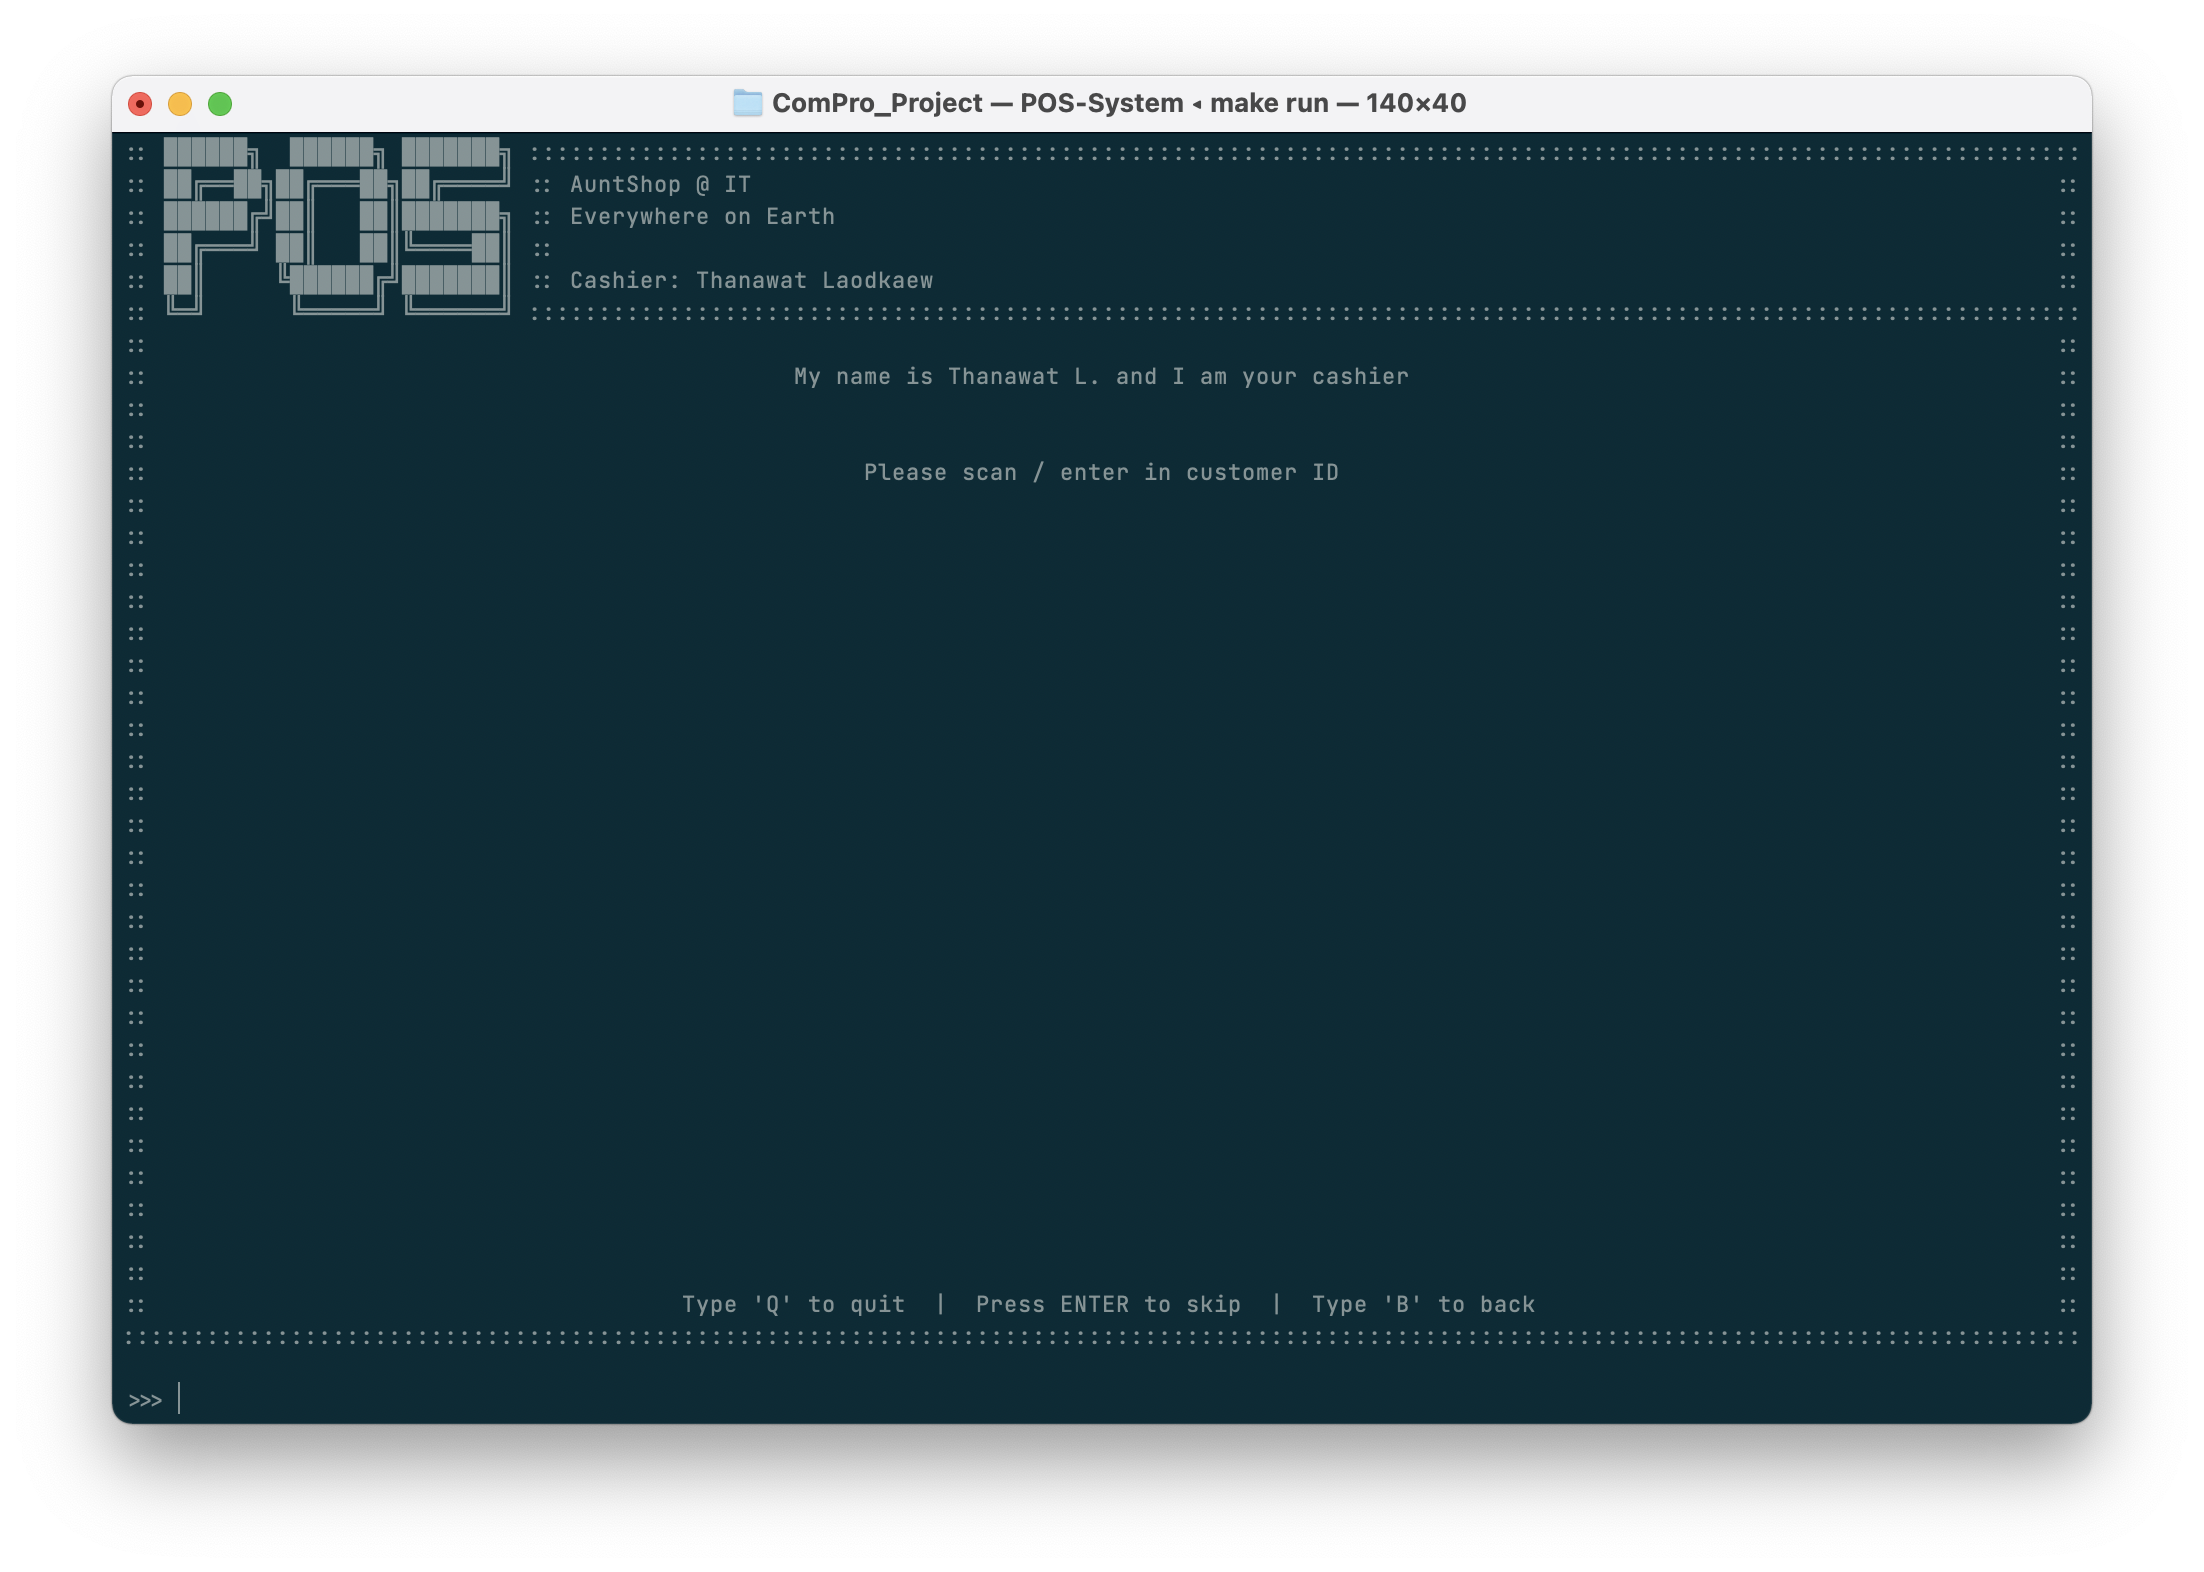 ComPro_Project — POS-System ◂ make run — 140×40
POS
AuntShop @ IT
Everywhere on Earth
Cashier: Thanawat Laodkaew
My name is Thanawat L. and I am your cashier
Please scan / enter in customer ID
Type 'Q' to quit | Press ENTER to skip | Type 'B' to back
>>>